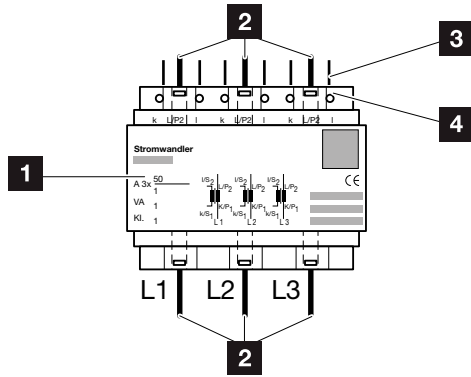 2
3
4
k L/P2 l k L/P2 l k L/P2 l
Stromwandler
1
A 3x 50
1
VA 1
Kl. 1
l/S2 L/P2 l/S2 L/P2 l/S2 L/P2
k/S1 K/P1 k/S1 K/P1 k/S1 K/P1
L1 L2 L3
CE
L1 L2 L3
2